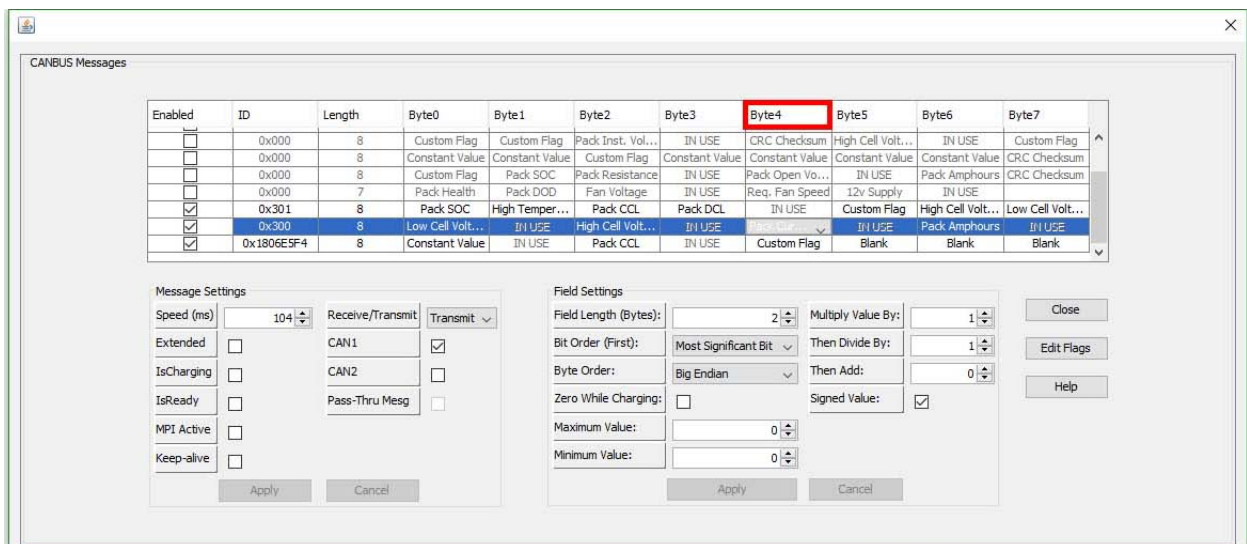 CANBUS Messages
Enabled ID Length Byte0 Byte1 Byte2 Byte3 Byte4 Byte5 Byte6 Byte7
0x000 8 Custom Flag Custom Flag Pack Inst. Vol... IN USE CRC Checksum High Cell Volt... IN USE Custom Flag
0x000 8 Constant Value Constant Value Custom Flag Constant Value Constant Value Constant Value Constant Value CRC Checksum
0x000 8 Custom Flag Pack SOC Pack Resistance IN USE Pack Open Vo... IN USE Pack Amphours CRC Checksum
0x000 7 Pack Health Pack DOD Fan Voltage IN USE Req. Fan Speed 12v Supply IN USE
0x301 8 Pack SOC High Temper... Pack CCL Pack DCL IN USE Custom Flag High Cell Volt... Low Cell Volt...
0x300 8 Low Cell Volt... IN USE High Cell Volt... IN USE Pack Cur... IN USE Pack Amphours IN USE
0x1806E5F4 8 Constant Value IN USE Pack CCL Custom Flag Blank Blank Blank
Message Settings
Speed (ms) 104 Receive/Transmit Transmit
Extended CAN1
IsCharging CAN2
IsReady Pass-Thru Mesg
MPI Active
Keep-alive
Apply Cancel
Field Settings
Field Length (Bytes): 2 Multiply Value By: 1
Bit Order (First): Most Significant Bit Then Divide By: 1
Byte Order: Big Endian Then Add: 0
Zero While Charging: Signed Value:
Maximum Value: 0
Minimum Value: 0
Apply Cancel
Close
Edit Flags
Help